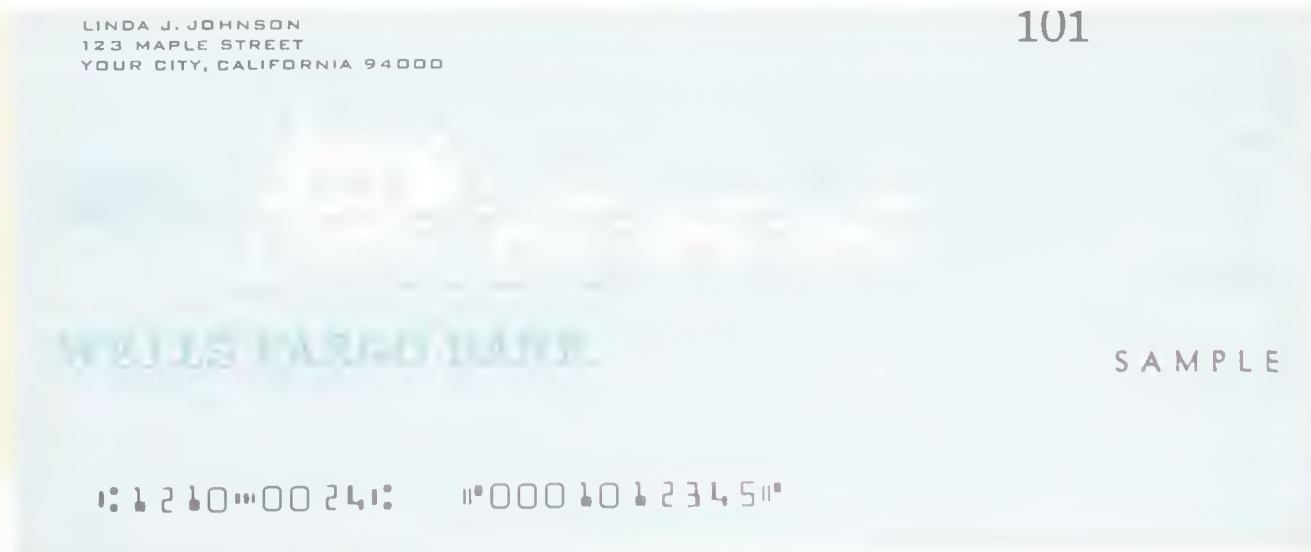 LINDA J. JOHNSON
123 MAPLE STREET
YOUR CITY, CALIFORNIA 94000
101
WELLS FARGO BANK
SAMPLE
⑆1210⑉0024⑆ ⑈0001012345⑈